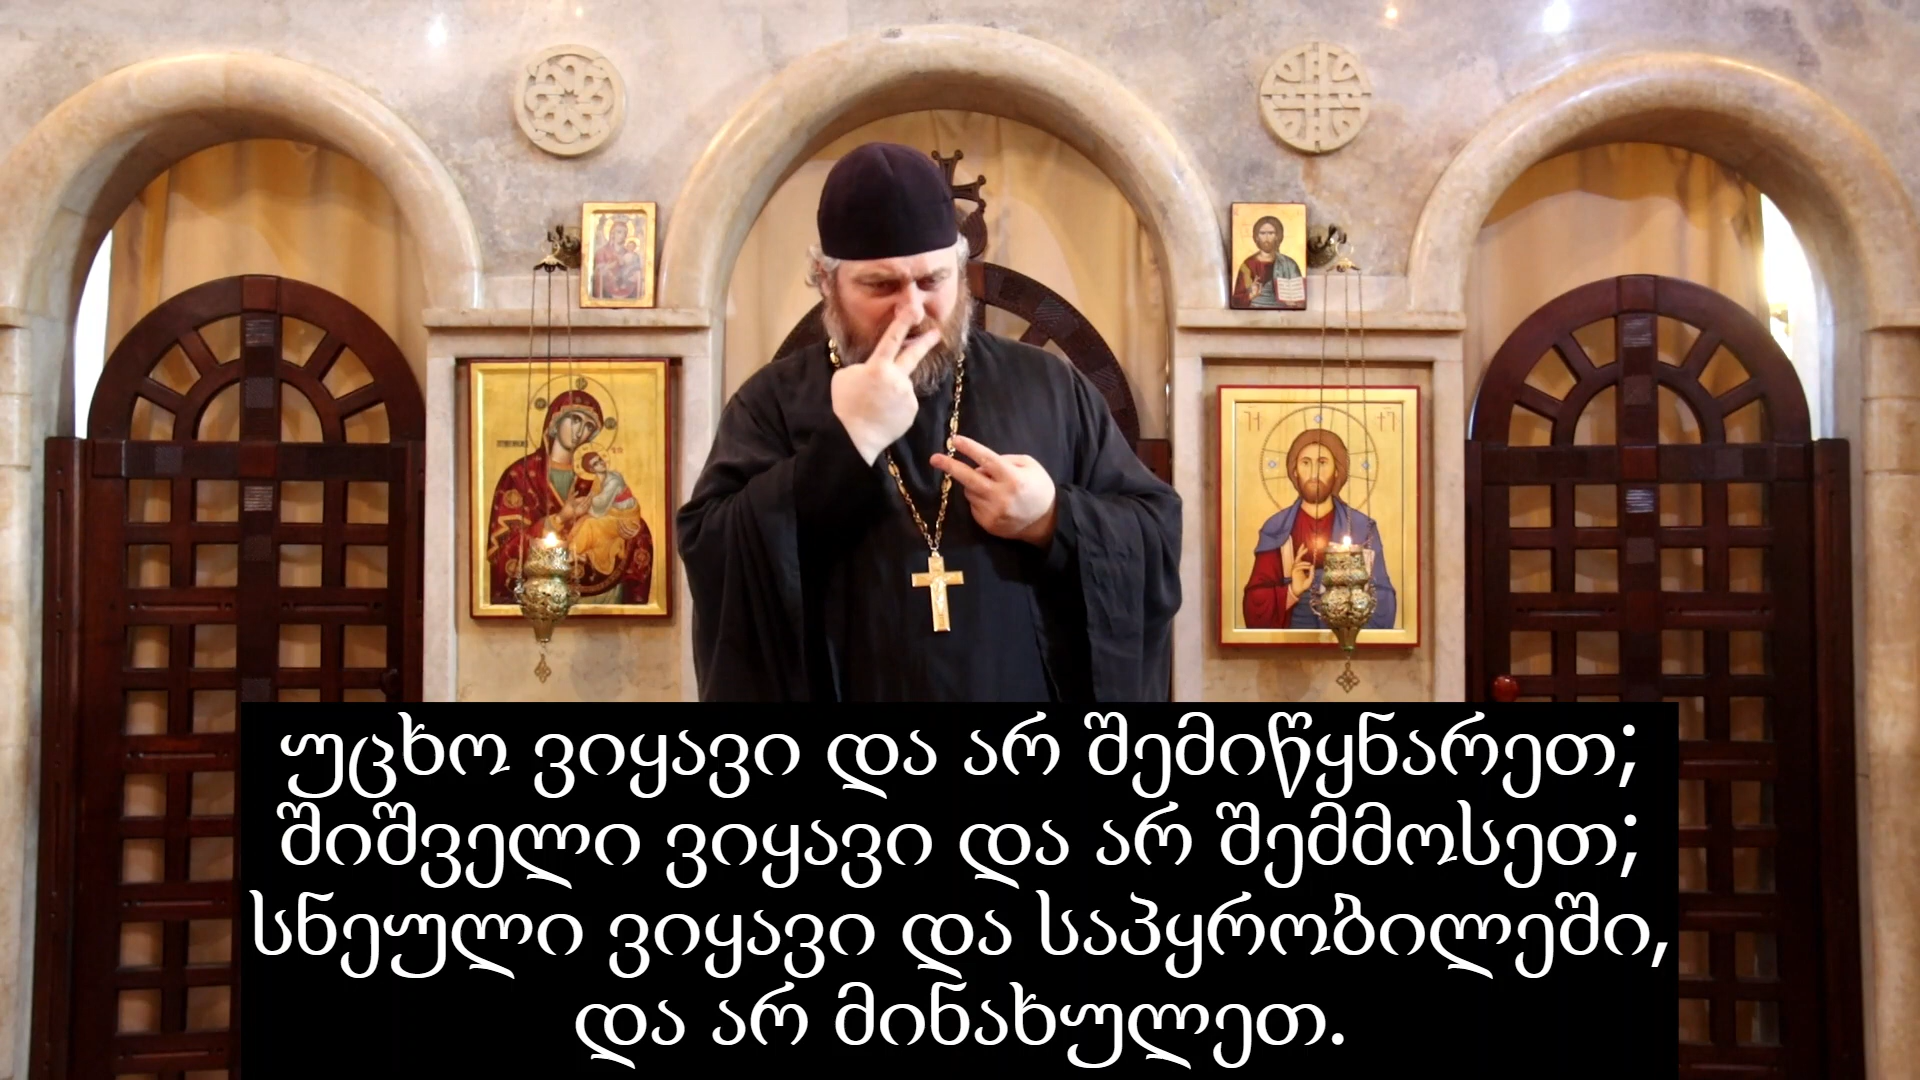 უცხო ვიყავი და არ შემიწყნარეთ;
შიშველი ვიყავი და არ შემმოსეთ;
სნეული ვიყავი და საპყრობილეში,
და არ მინახულეთ.